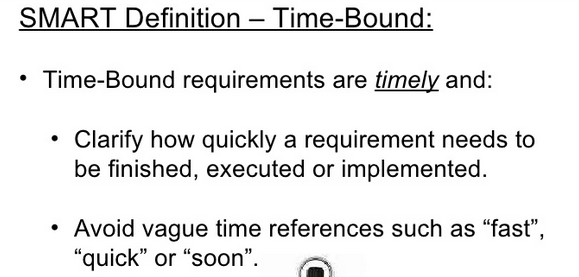 SMART Definition – Time-Bound:
• Time-Bound requirements are timely and:
• Clarify how quickly a requirement needs to
be finished, executed or implemented.
• Avoid vague time references such as “fast”,
“quick” or “soon”.